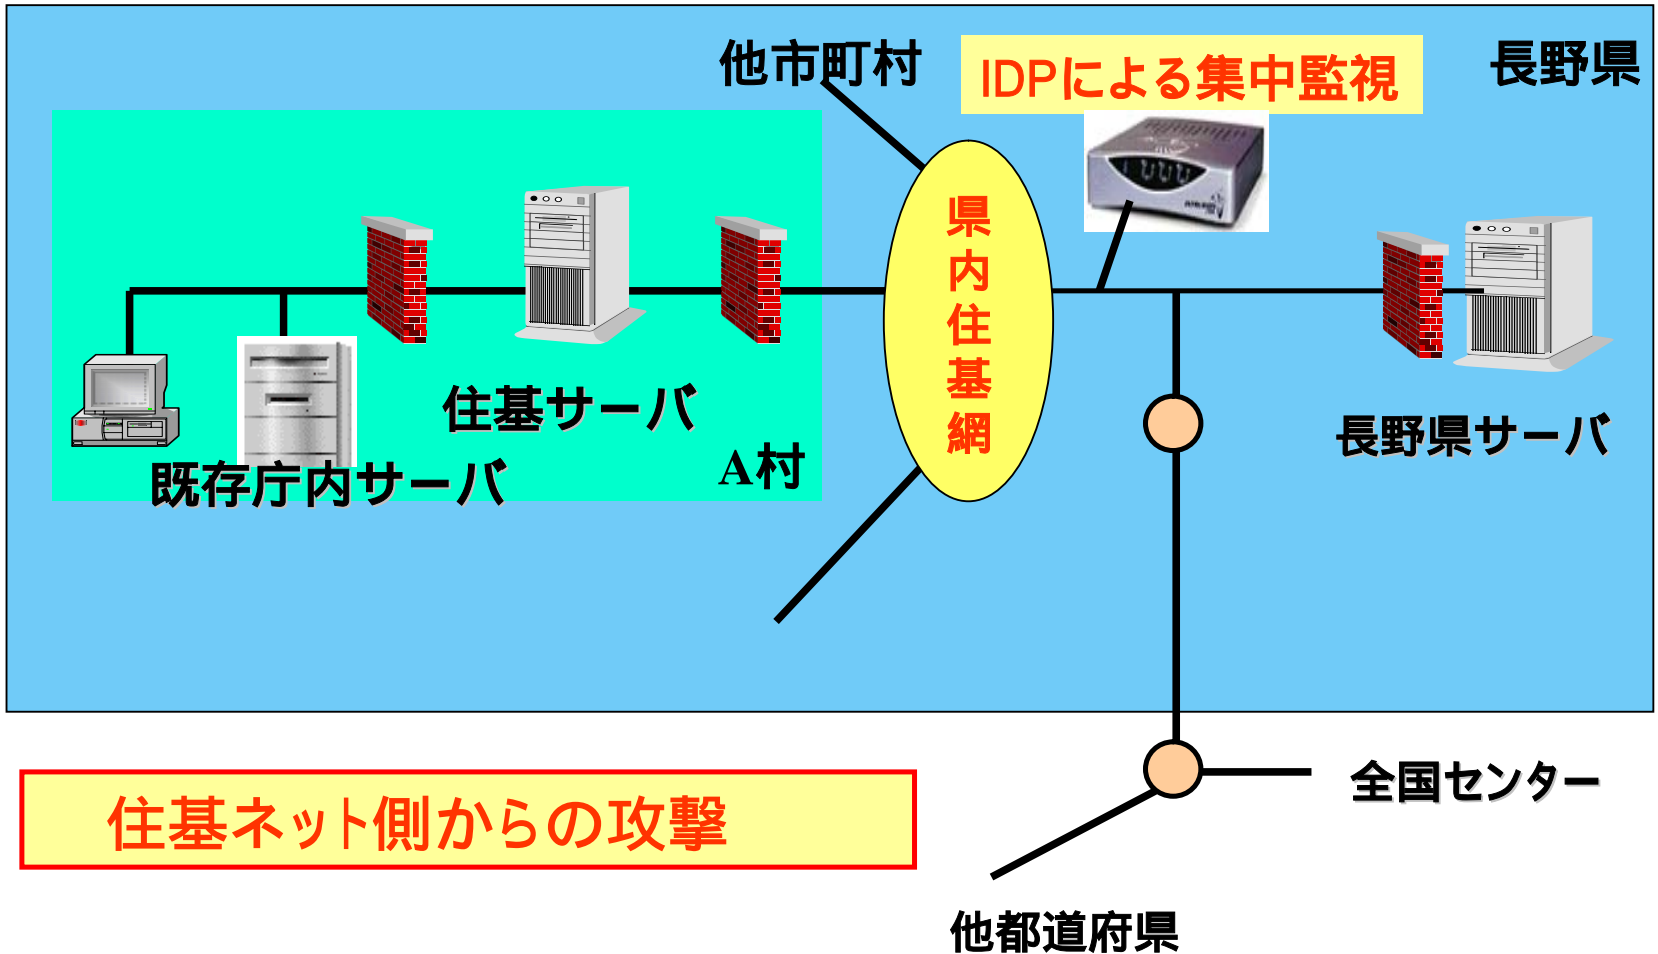 他市町村
IDPによる集中監視
長野県
県内住基網
住基サーバ
長野県サーバ
A村
既存庁内サーバ
全国センター
住基ネット側からの攻撃
他都道府県